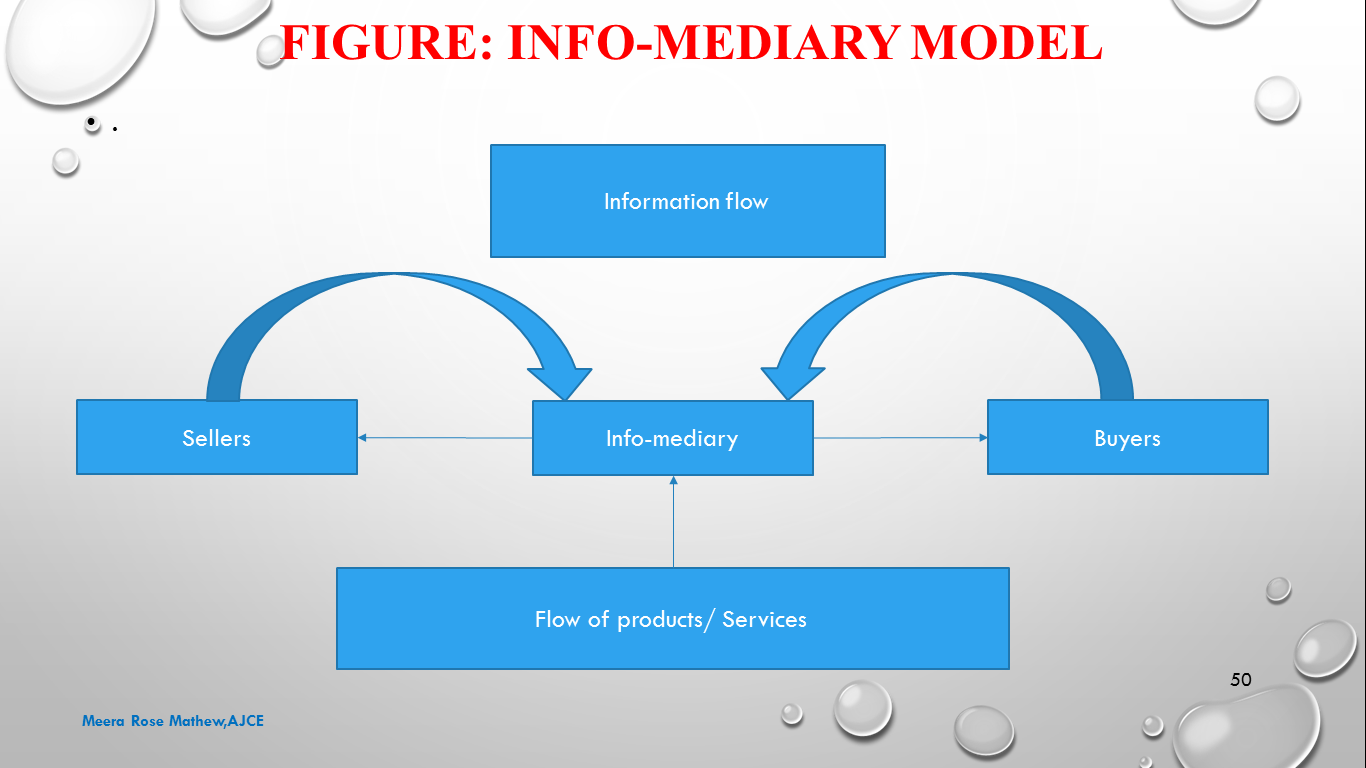 FIGURE: INFO-MEDIARY MODEL
• .
Information flow
Sellers
Info-mediary
Buyers
Flow of products/ Services
50
Meera Rose Mathew,AJCE